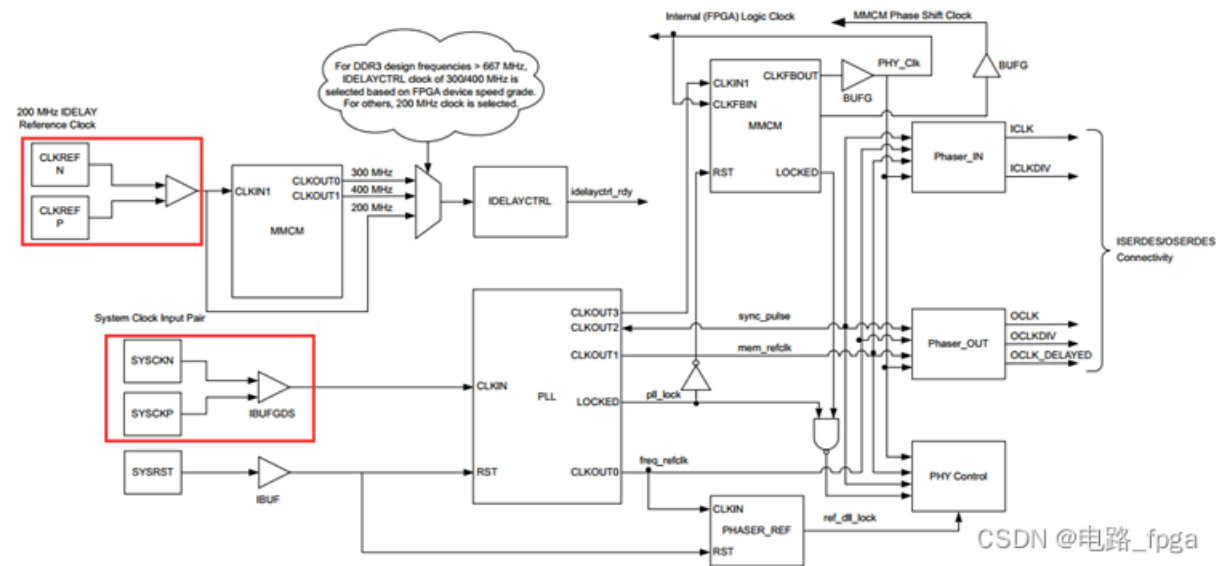 Internal (FPGA) Logic Clock
MMCM Phase Shift Clock
For DDR3 design frequencies > 667 MHz,
IDELAYCTRL clock of 300/400 MHz is
selected based on FPGA device speed grade.
For others, 200 MHz clock is selected.
BUFG
PHY_Clk
CLKFBOUT
CLKIN1
BUFG
CLKFBIN
MMCM
RST
LOCKED
200 MHz IDELAY
Reference Clock
CLKREF
N
CLKREF
P
CLKIN1
CLKOUT0
CLKOUT1
MMCM
300 MHz
400 MHz
200 MHz
IDELAYCTRL
idelayctrl_rdy
Phaser_IN
ICLK
ICLKDIV
ISERDES/OSERDES
Connectivity
System Clock Input Pair
SYSCKN
SYSCKP
IBUFGDS
CLKIN
PLL
CLKOUT3
CLKOUT2
CLKOUT1
LOCKED
CLKOUT0
RST
sync_pulse
mem_refclk
pll_lock
freq_refclk
Phaser_OUT
OCLK
OCLKDIV
OCLK_DELAYED
SYSRST
IBUF
PHY Control
CLKIN
PHASER_REF
RST
ref_dll_lock
CSDN @电路_fpga